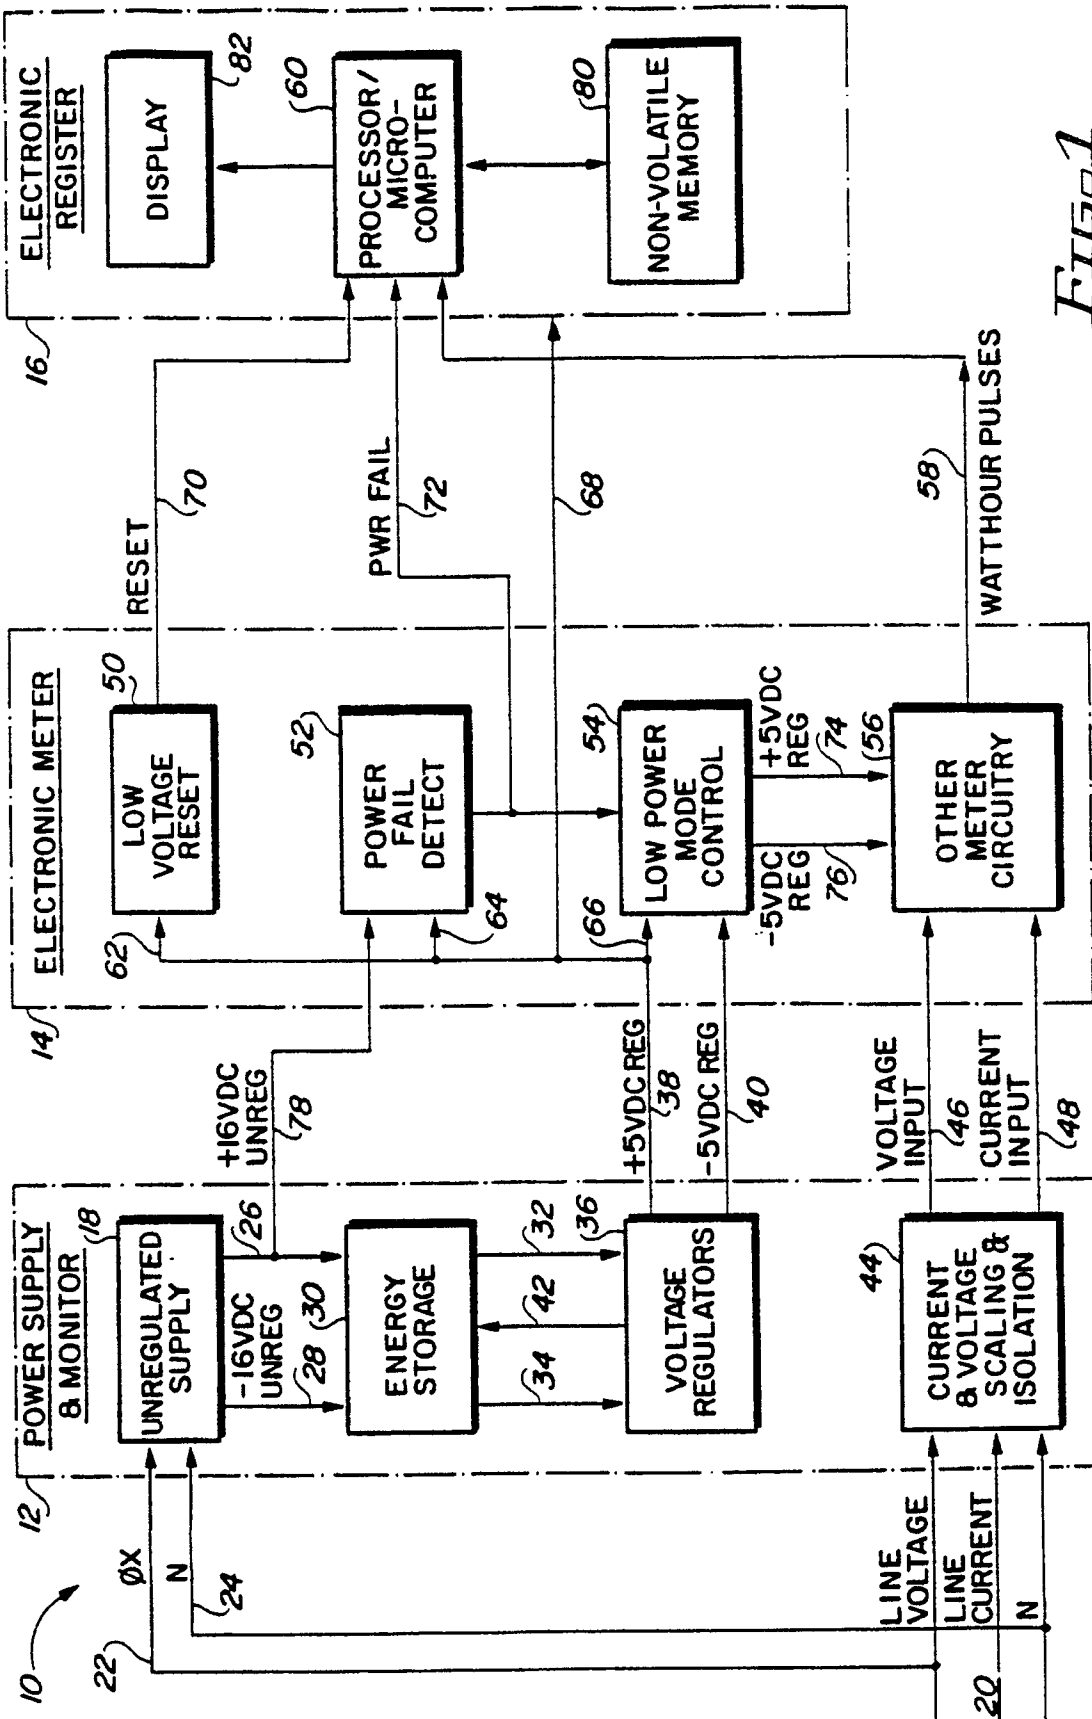 10
12
POWER SUPPLY
& MONITOR
22
ØX
N
24
18
UNREGULATED
SUPPLY
-16VDC
UNREG
28
26
30
ENERGY
STORAGE
34
42
32
36
VOLTAGE
REGULATORS
LINE
VOLTAGE
LINE
CURRENT
N
20
44
CURRENT
& VOLTAGE
SCALING &
ISOLATION
+16VDC
UNREG
78
+5VDC REG
38
-5VDC REG
40
VOLTAGE
INPUT
46
CURRENT
INPUT
48
14
ELECTRONIC METER
62
50
LOW
VOLTAGE
RESET
52
POWER
FAIL
DETECT
64
66
54
LOW POWER
MODE
CONTROL
-5VDC
REG
76
+5VDC
REG
74
56
OTHER
METER
CIRCUITRY
RESET
70
PWR FAIL
72
68
58
WATTHOUR PULSES
16
ELECTRONIC
REGISTER
DISPLAY
82
60
PROCESSOR/
MICRO-
COMPUTER
80
NON-VOLATILE
MEMORY
FIG-1